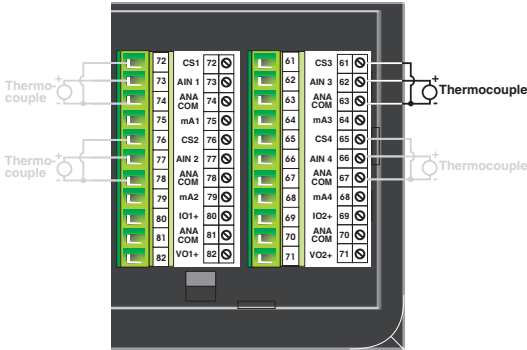 72 CS1 72
73 AIN 1 73
74 ANA COM 74
75 mA1 75
76 CS2 76
77 AIN 2 77
78 ANA COM 78
79 mA2 79
80 IO1+ 80
81 ANA COM 81
82 VO1+ 82
61 CS3 61
62 AIN 3 62
63 ANA COM 63
64 mA3 64
65 CS4 65
66 AIN 4 66
67 ANA COM 67
68 mA4 68
69 IO2+ 69
70 ANA COM 70
71 VO2+ 71
+
Thermo-
couple
-
+
Thermo-
couple
-
+
Thermocouple
-
+
Thermocouple
-